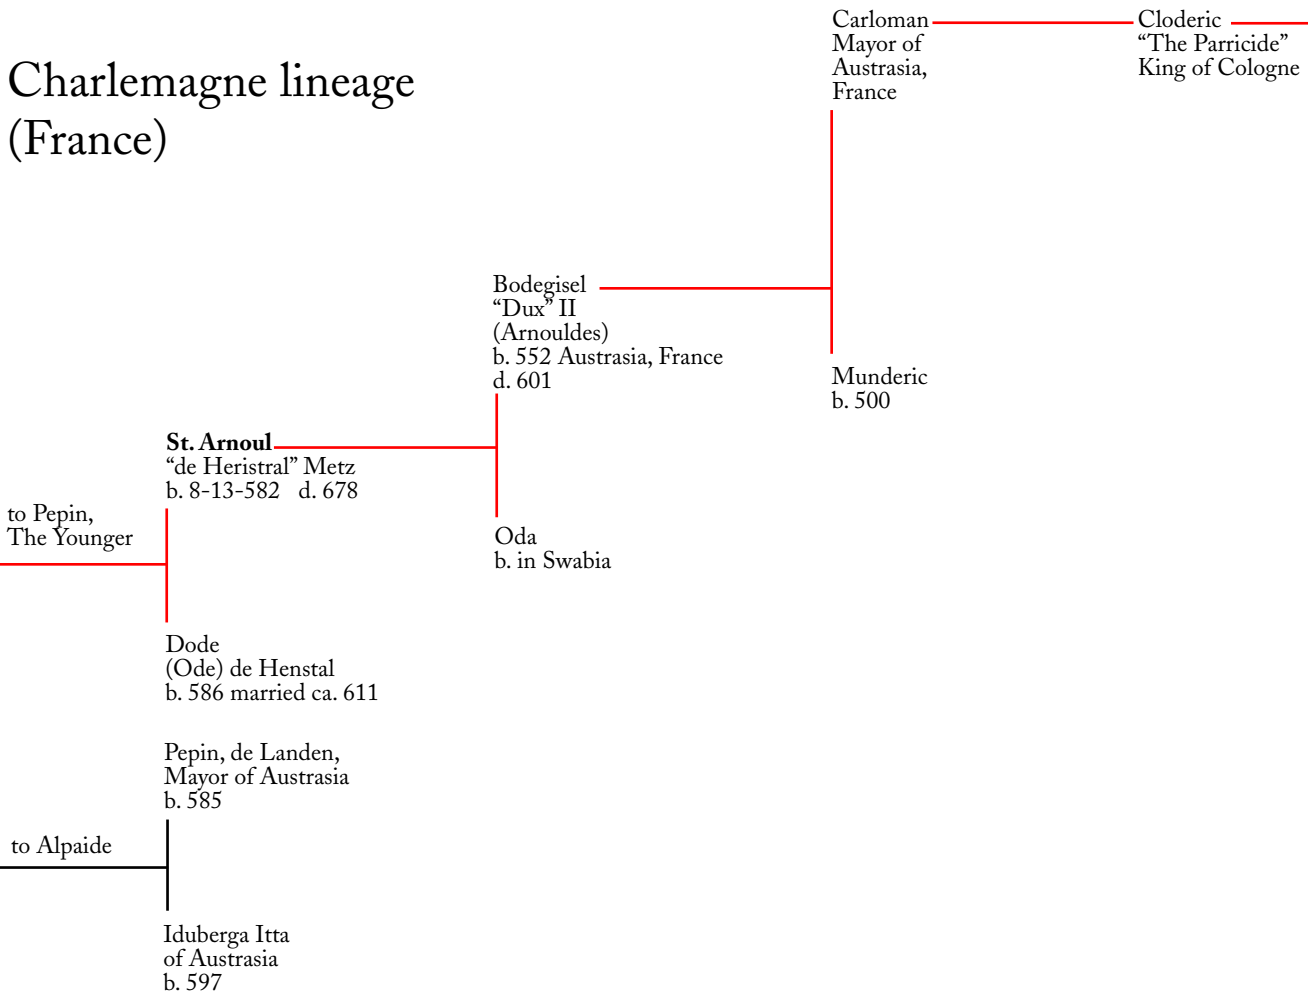 Charlemagne lineage
(France)
Carloman
Mayor of
Austrasia,
France
Cloderic
“The Parricide”
King of Cologne
Bodegisel
“Dux” II
(Arnouldes)
b. 552 Austrasia, France
d. 601
Munderic
b. 500
St. Arnoul
“de Heristral” Metz
b. 8-13-582 d. 678
to Pepin,
The Younger
Oda
b. in Swabia
Dode
(Ode) de Henstal
b. 586 married ca. 611
Pepin, de Landen,
Mayor of Austrasia
b. 585
to Alpaide
Iduberga Itta
of Austrasia
b. 597